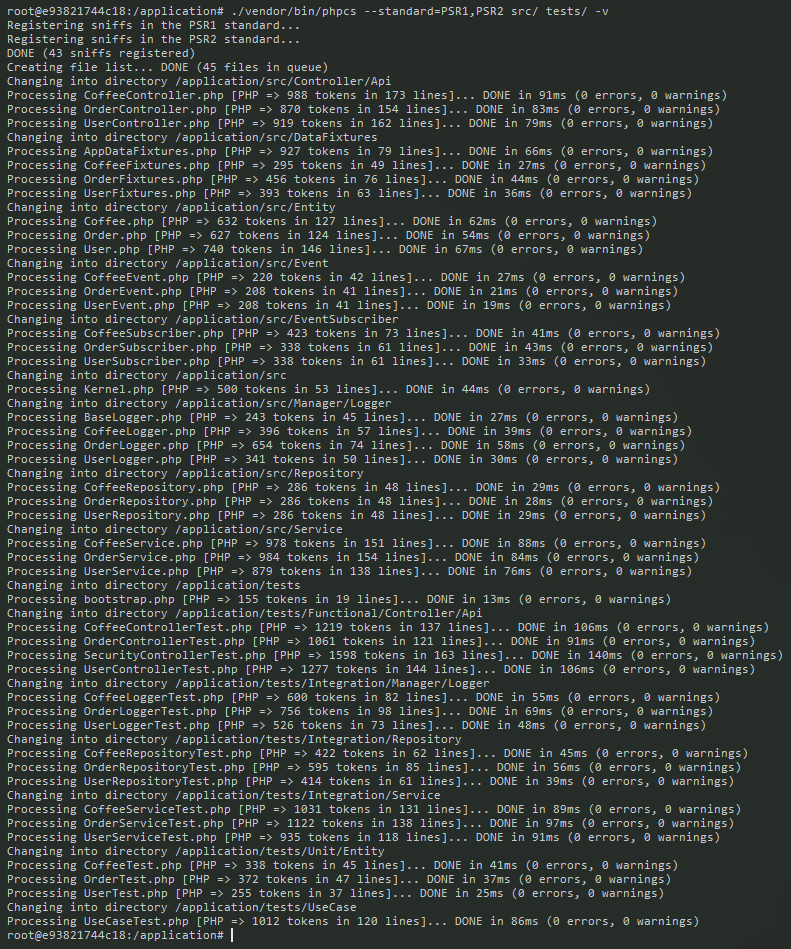 root@e93821744c18:/application# ./vendor/bin/phpcs --standard=PSR1,PSR2 src/ tests/ -v
Registering sniffs in the PSR1 standard...
Registering sniffs in the PSR2 standard...
DONE (43 sniffs registered)
Creating file list... DONE (45 files in queue)
Changing into directory /application/src/Controller/Api
Processing CoffeeController.php [PHP => 988 tokens in 173 lines]... DONE in 91ms (0 errors, 0 warnings)
Processing OrderController.php [PHP => 870 tokens in 154 lines]... DONE in 83ms (0 errors, 0 warnings)
Processing UserController.php [PHP => 919 tokens in 162 lines]... DONE in 79ms (0 errors, 0 warnings)
Changing into directory /application/src/DataFixtures
Processing AppDataFixtures.php [PHP => 927 tokens in 79 lines]... DONE in 66ms (0 errors, 0 warnings)
Processing CoffeeFixtures.php [PHP => 295 tokens in 49 lines]... DONE in 27ms (0 errors, 0 warnings)
Processing OrderFixtures.php [PHP => 456 tokens in 76 lines]... DONE in 44ms (0 errors, 0 warnings)
Processing UserFixtures.php [PHP => 393 tokens in 63 lines]... DONE in 36ms (0 errors, 0 warnings)
Changing into directory /application/src/Entity
Processing Coffee.php [PHP => 632 tokens in 127 lines]... DONE in 62ms (0 errors, 0 warnings)
Processing Order.php [PHP => 627 tokens in 124 lines]... DONE in 54ms (0 errors, 0 warnings)
Processing User.php [PHP => 740 tokens in 146 lines]... DONE in 67ms (0 errors, 0 warnings)
Changing into directory /application/src/Event
Processing CoffeeEvent.php [PHP => 220 tokens in 42 lines]... DONE in 27ms (0 errors, 0 warnings)
Processing OrderEvent.php [PHP => 208 tokens in 41 lines]... DONE in 21ms (0 errors, 0 warnings)
Processing UserEvent.php [PHP => 208 tokens in 41 lines]... DONE in 19ms (0 errors, 0 warnings)
Changing into directory /application/src/EventSubscriber
Processing CoffeeSubscriber.php [PHP => 423 tokens in 73 lines]... DONE in 41ms (0 errors, 0 warnings)
Processing OrderSubscriber.php [PHP => 338 tokens in 61 lines]... DONE in 43ms (0 errors, 0 warnings)
Processing UserSubscriber.php [PHP => 338 tokens in 61 lines]... DONE in 33ms (0 errors, 0 warnings)
Changing into directory /application/src
Processing Kernel.php [PHP => 500 tokens in 53 lines]... DONE in 44ms (0 errors, 0 warnings)
Changing into directory /application/src/Manager/Logger
Processing BaseLogger.php [PHP => 243 tokens in 45 lines]... DONE in 27ms (0 errors, 0 warnings)
Processing CoffeeLogger.php [PHP => 396 tokens in 57 lines]... DONE in 39ms (0 errors, 0 warnings)
Processing OrderLogger.php [PHP => 654 tokens in 74 lines]... DONE in 58ms (0 errors, 0 warnings)
Processing UserLogger.php [PHP => 341 tokens in 50 lines]... DONE in 30ms (0 errors, 0 warnings)
Changing into directory /application/src/Repository
Processing CoffeeRepository.php [PHP => 286 tokens in 48 lines]... DONE in 29ms (0 errors, 0 warnings)
Processing OrderRepository.php [PHP => 286 tokens in 48 lines]... DONE in 28ms (0 errors, 0 warnings)
Processing UserRepository.php [PHP => 286 tokens in 48 lines]... DONE in 29ms (0 errors, 0 warnings)
Changing into directory /application/src/Service
Processing CoffeeService.php [PHP => 978 tokens in 151 lines]... DONE in 88ms (0 errors, 0 warnings)
Processing OrderService.php [PHP => 984 tokens in 154 lines]... DONE in 84ms (0 errors, 0 warnings)
Processing UserService.php [PHP => 879 tokens in 138 lines]... DONE in 76ms (0 errors, 0 warnings)
Changing into directory /application/tests
Processing bootstrap.php [PHP => 155 tokens in 19 lines]... DONE in 13ms (0 errors, 0 warnings)
Changing into directory /application/tests/Functional/Controller/Api
Processing CoffeeControllerTest.php [PHP => 1219 tokens in 137 lines]... DONE in 106ms (0 errors, 0 warnings)
Processing OrderControllerTest.php [PHP => 1061 tokens in 121 lines]... DONE in 91ms (0 errors, 0 warnings)
Processing SecurityControllerTest.php [PHP => 1598 tokens in 163 lines]... DONE in 140ms (0 errors, 0 warnings)
Processing UserControllerTest.php [PHP => 1277 tokens in 144 lines]... DONE in 106ms (0 errors, 0 warnings)
Changing into directory /application/tests/Integration/Manager/Logger
Processing CoffeeLoggerTest.php [PHP => 600 tokens in 82 lines]... DONE in 55ms (0 errors, 0 warnings)
Processing OrderLoggerTest.php [PHP => 756 tokens in 98 lines]... DONE in 69ms (0 errors, 0 warnings)
Processing UserLoggerTest.php [PHP => 526 tokens in 73 lines]... DONE in 48ms (0 errors, 0 warnings)
Changing into directory /application/tests/Integration/Repository
Processing CoffeeRepositoryTest.php [PHP => 422 tokens in 62 lines]... DONE in 45ms (0 errors, 0 warnings)
Processing OrderRepositoryTest.php [PHP => 595 tokens in 85 lines]... DONE in 56ms (0 errors, 0 warnings)
Processing UserRepositoryTest.php [PHP => 414 tokens in 61 lines]... DONE in 39ms (0 errors, 0 warnings)
Changing into directory /application/tests/Integration/Service
Processing CoffeeServiceTest.php [PHP => 1031 tokens in 131 lines]... DONE in 89ms (0 errors, 0 warnings)
Processing OrderServiceTest.php [PHP => 1122 tokens in 138 lines]... DONE in 97ms (0 errors, 0 warnings)
Processing UserServiceTest.php [PHP => 935 tokens in 118 lines]... DONE in 91ms (0 errors, 0 warnings)
Changing into directory /application/tests/Unit/Entity
Processing CoffeeTest.php [PHP => 338 tokens in 45 lines]... DONE in 41ms (0 errors, 0 warnings)
Processing OrderTest.php [PHP => 372 tokens in 47 lines]... DONE in 37ms (0 errors, 0 warnings)
Processing UserTest.php [PHP => 255 tokens in 37 lines]... DONE in 25ms (0 errors, 0 warnings)
Changing into directory /application/tests/UseCase
Processing UseCaseTest.php [PHP => 1012 tokens in 120 lines]... DONE in 86ms (0 errors, 0 warnings)
root@e93821744c18:/application#